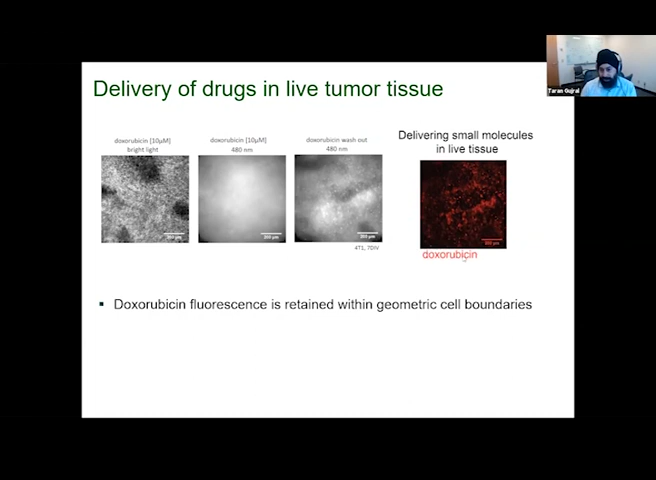 Taran Gujral
Delivery of drugs in live tumor tissue
doxorubicin [10µM]
bright light
doxorubicin [10µM]
480 nm
doxorubicin wash out
480 nm
Delivering small molecules
in live tissue
4T1, 7DIV
doxorubicin
▪ Doxorubicin fluorescence is retained within geometric cell boundaries